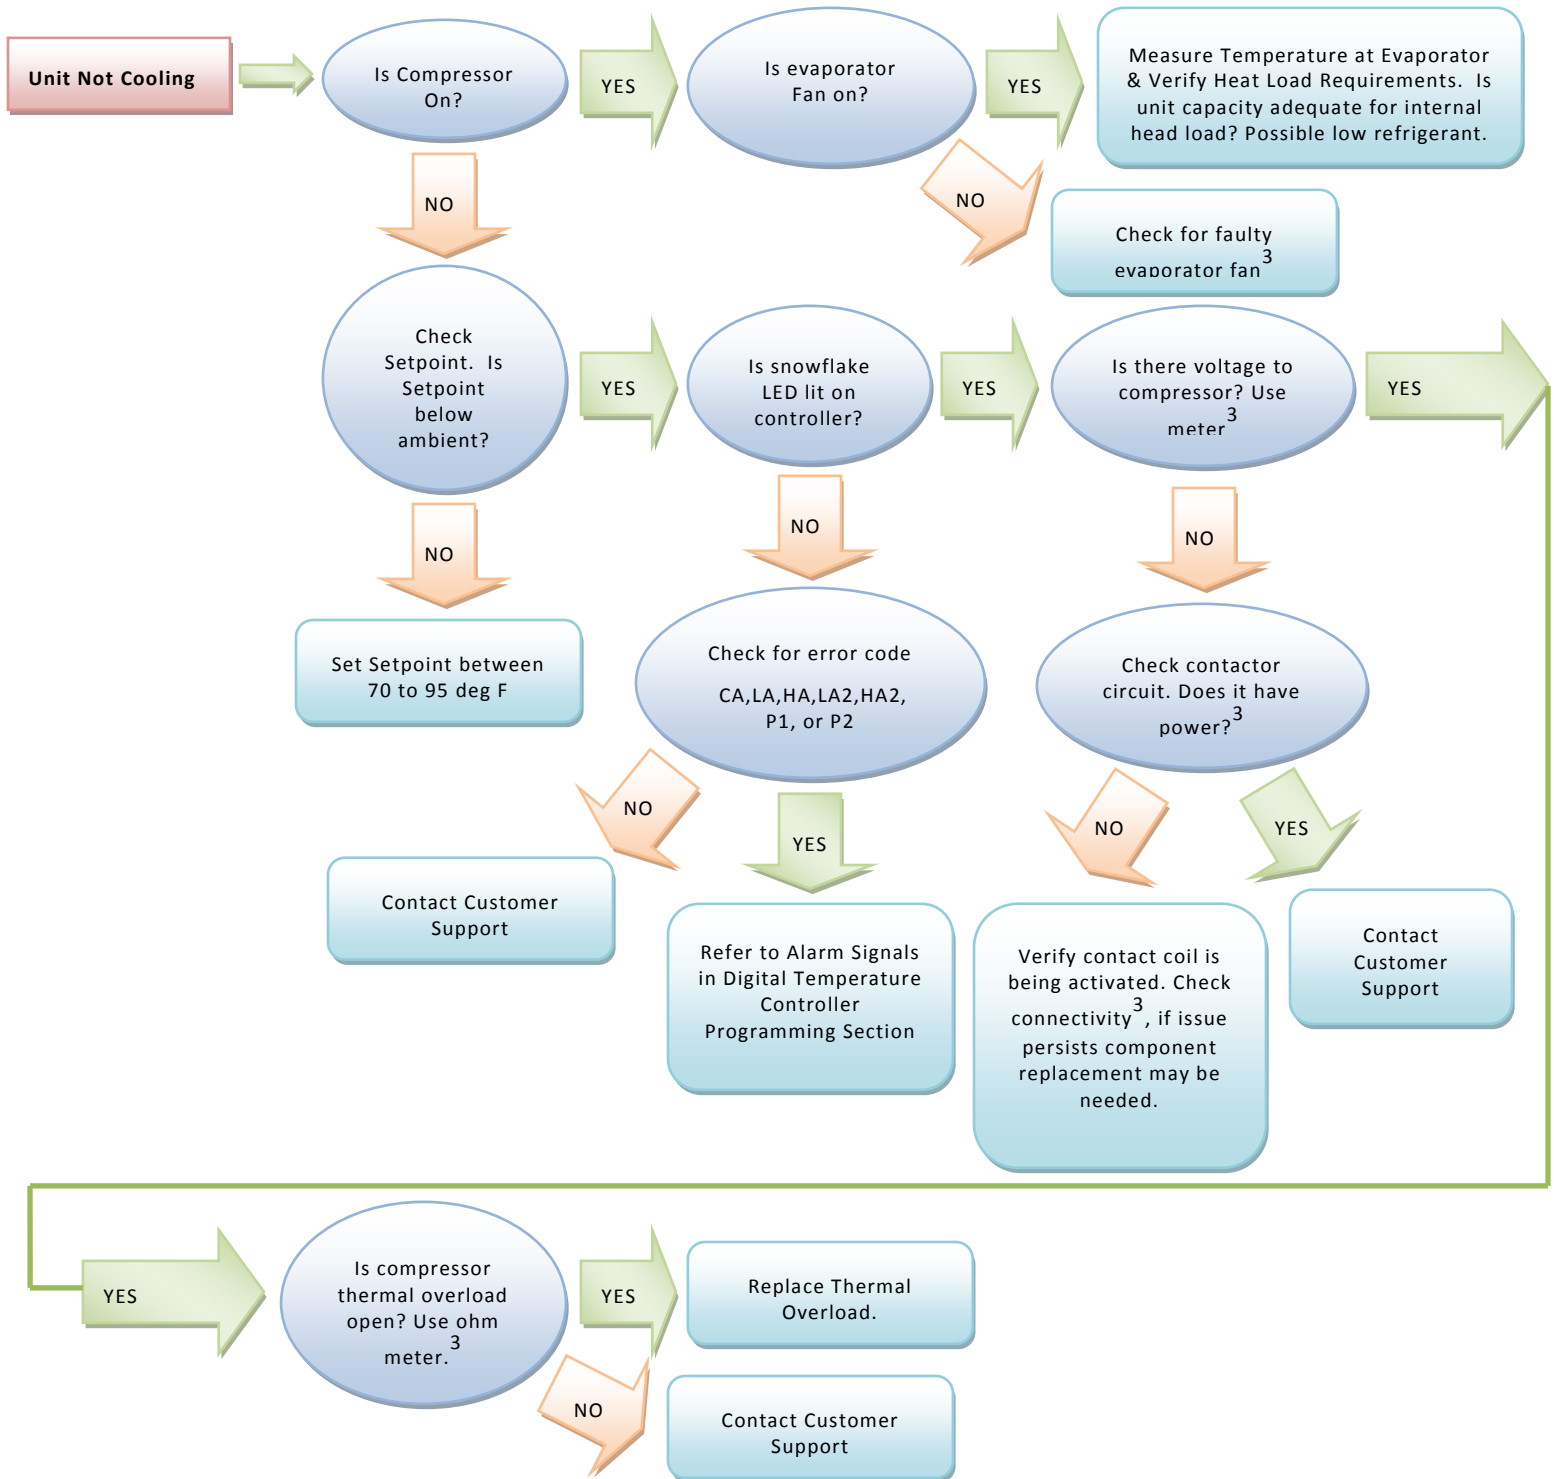 Unit Not Cooling
Is Compressor
On?
YES
Is evaporator
Fan on?
YES
Measure Temperature at Evaporator
& Verify Heat Load Requirements. Is
unit capacity adequate for internal
head load? Possible low refrigerant.
NO
NO
Check for faulty
evaporator fan3
Check
Setpoint. Is
Setpoint
below
ambient?
YES
Is snowflake
LED lit on
controller?
YES
Is there voltage to
compressor? Use
meter3
YES
NO
NO
NO
Set Setpoint between
70 to 95 deg F
Check for error code
CA,LA,HA,LA2,HA2,
P1, or P2
Check contactor
circuit. Does it have
power?3
NO
YES
NO
YES
Contact Customer
Support
Refer to Alarm Signals
in Digital Temperature
Controller
Programming Section
Verify contact coil is
being activated. Check
connectivity3, if issue
persists component
replacement may be
needed.
Contact
Customer
Support
YES
Is compressor
thermal overload
open? Use ohm
meter.3
YES
Replace Thermal
Overload.
NO
Contact Customer
Support